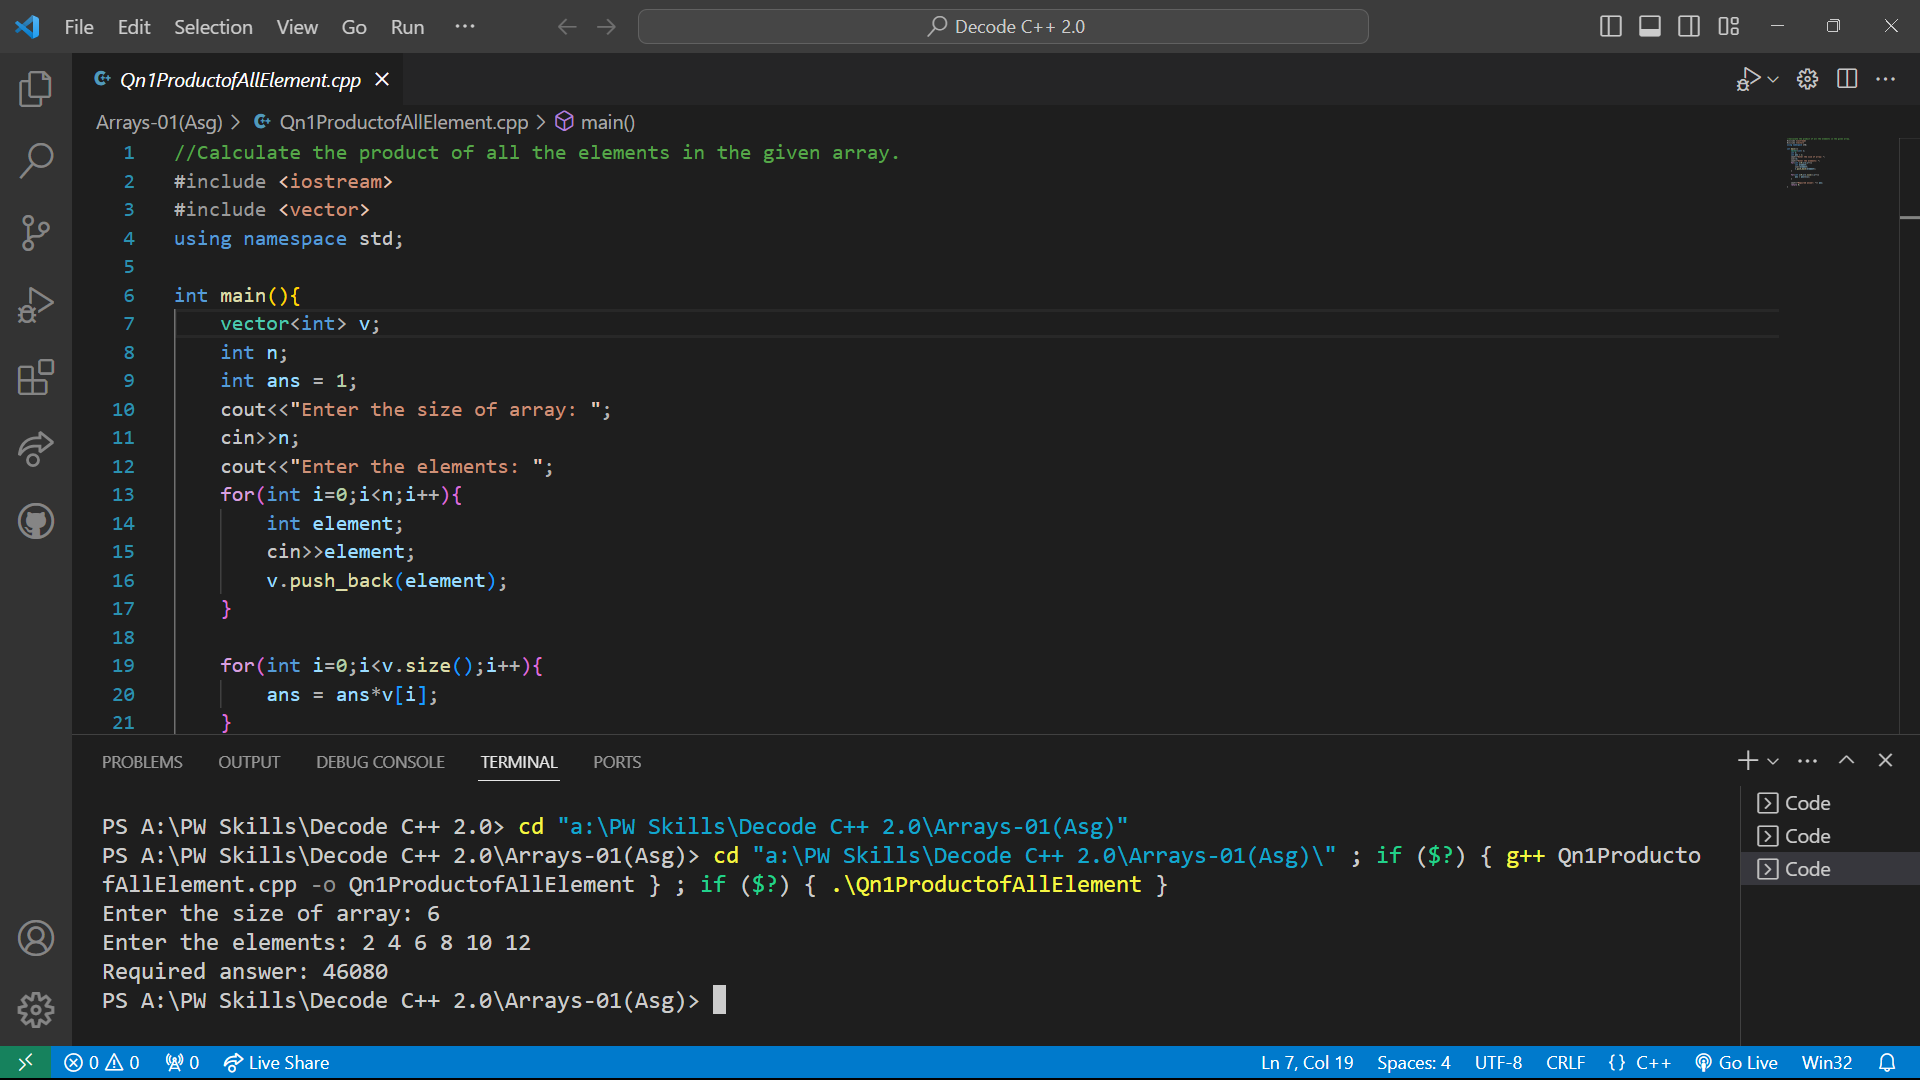 File Edit Selection View Go Run ··· Decode C++ 2.0
Qn1ProductofAllElement.cpp
Arrays-01(Asg) > Qn1ProductofAllElement.cpp > main()
1 //Calculate the product of all the elements in the given array.
2 #include <iostream>
3 #include <vector>
4 using namespace std;
5
6 int main(){
7 vector<int> v;
8 int n;
9 int ans = 1;
10 cout<<"Enter the size of array: ";
11 cin>>n;
12 cout<<"Enter the elements: ";
13 for(int i=0;i<n;i++){
14 int element;
15 cin>>element;
16 v.push_back(element);
17 }
18
19 for(int i=0;i<v.size();i++){
20 ans = ans*v[i];
21 }
PROBLEMS OUTPUT DEBUG CONSOLE TERMINAL PORTS
PS A:\PW Skills\Decode C++ 2.0> cd "a:\PW Skills\Decode C++ 2.0\Arrays-01(Asg)"
PS A:\PW Skills\Decode C++ 2.0\Arrays-01(Asg)> cd "a:\PW Skills\Decode C++ 2.0\Arrays-01(Asg)\" ; if ($?) { g++ Qn1Producto
fAllElement.cpp -o Qn1ProductofAllElement } ; if ($?) { .\Qn1ProductofAllElement }
Enter the size of array: 6
Enter the elements: 2 4 6 8 10 12
Required answer: 46080
PS A:\PW Skills\Decode C++ 2.0\Arrays-01(Asg)>
Code
Code
Code
0 0 0 Live Share Ln 7, Col 19 Spaces: 4 UTF-8 CRLF {} C++ Go Live Win32